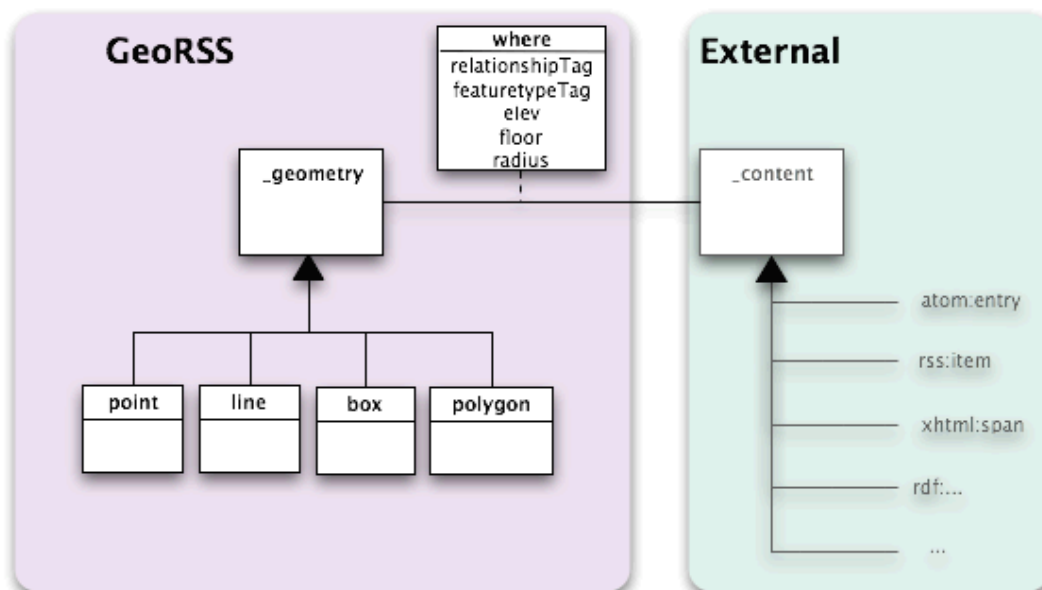 GeoRSS
where
relationshipTag
featuretypeTag
elev
floor
radius
External
_geometry
_content
point
line
box
polygon
atom:entry
rss:item
xhtml:span
rdf:...
...